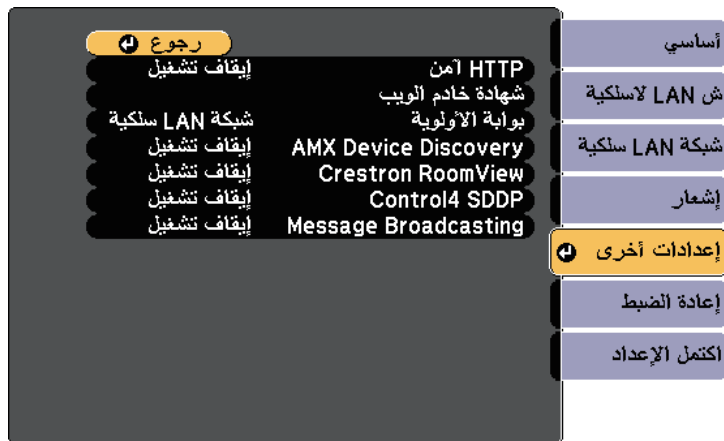 أساسي
ش LAN لاسلكية
شبكة LAN سلكية
إشعار
إعدادات أخرى
إعادة الضبط
اكتمل الإعداد
رجوع
HTTP آمن إيقاف تشغيل
شهادة خادم الويب
بوابة الأولوية شبكة LAN سلكية
AMX Device Discovery إيقاف تشغيل
Crestron RoomView إيقاف تشغيل
Control4 SDDP إيقاف تشغيل
Message Broadcasting إيقاف تشغيل